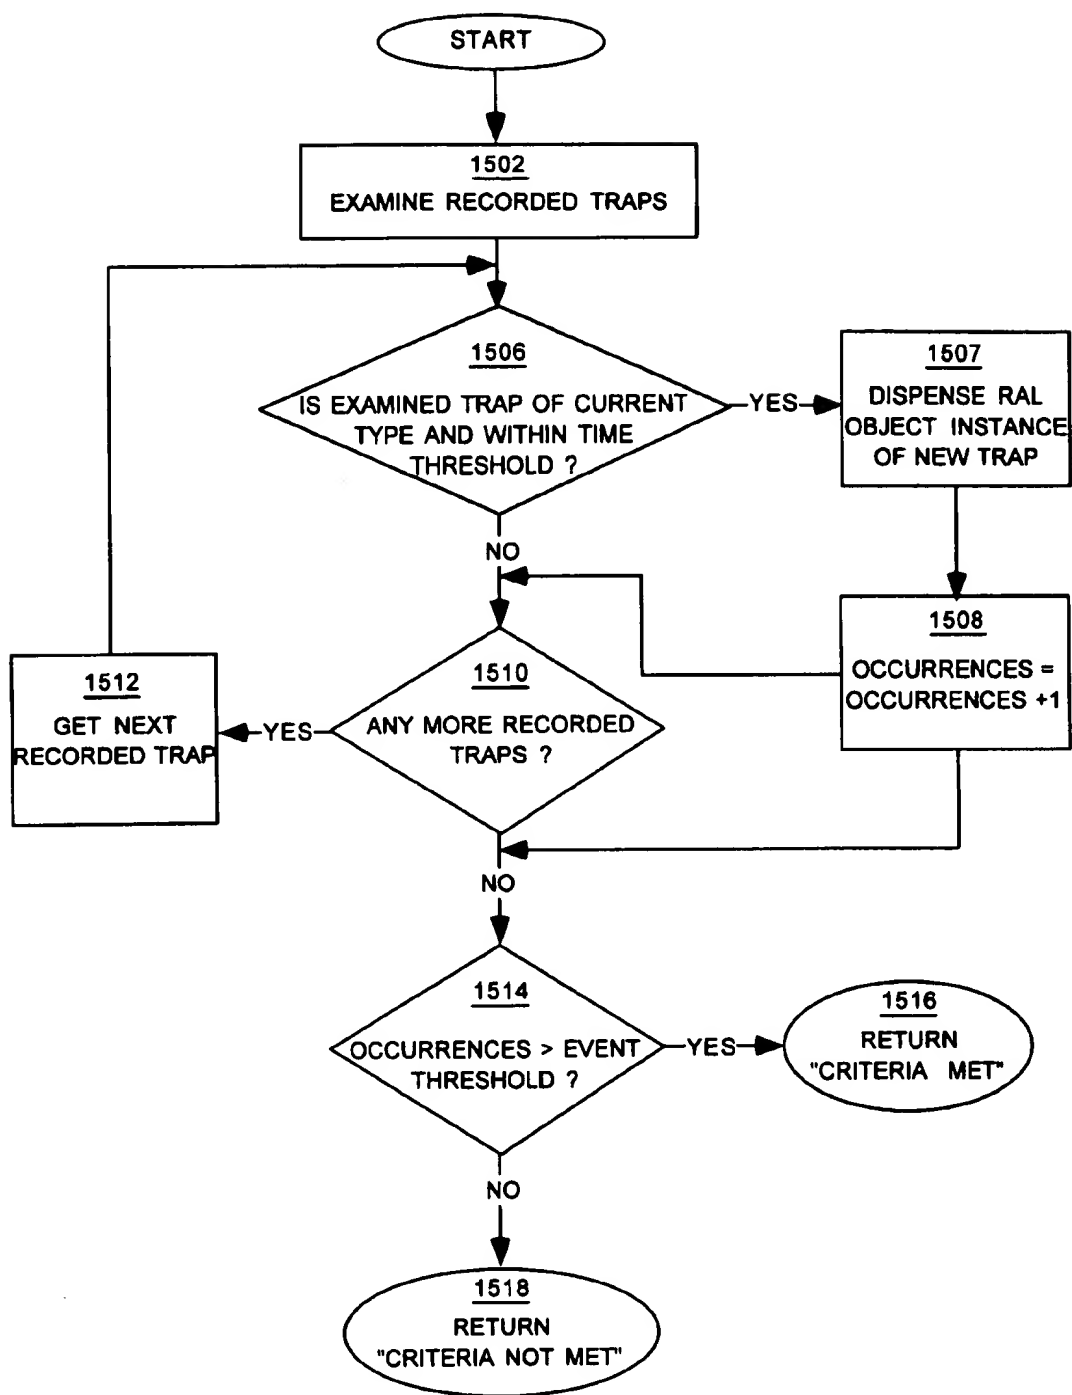 START
1502
EXAMINE RECORDED TRAPS
1506
IS EXAMINED TRAP OF CURRENT
TYPE AND WITHIN TIME
THRESHOLD ?
YES
1507
DISPENSE RAL
OBJECT INSTANCE
OF NEW TRAP
NO
1508
OCCURRENCES =
OCCURRENCES +1
1510
ANY MORE RECORDED
TRAPS ?
YES
1512
GET NEXT
RECORDED TRAP
NO
1514
OCCURRENCES > EVENT
THRESHOLD ?
YES
1516
RETURN
"CRITERIA MET"
NO
1518
RETURN
"CRITERIA NOT MET"